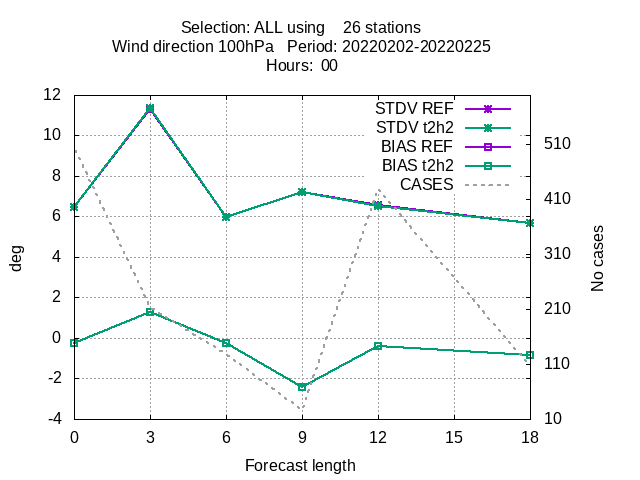 Selection: ALL using    26 stations
Wind direction 100hPa   Period: 20220202-20220225
Hours:  00
STDV REF
STDV t2h2
BIAS REF
BIAS t2h2
CASES
12
10
8
6
4
2
0
-2
-4
deg
510
410
310
210
110
10
No cases
0 3 6 9 12 15 18
Forecast length